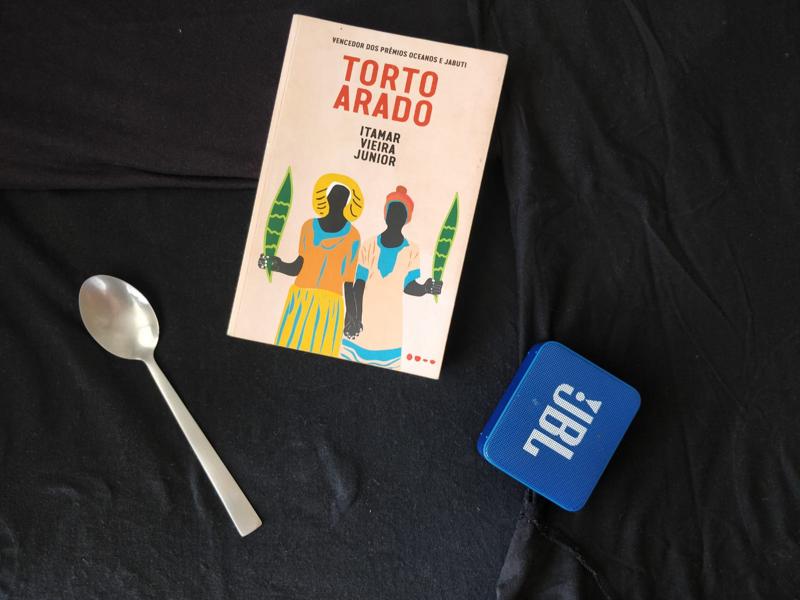 VENCEDOR DOS PRÊMIOS OCEANOS E JABUTI
TORTO
ARADO
ITAMAR
VIEIRA
JUNIOR
JBL